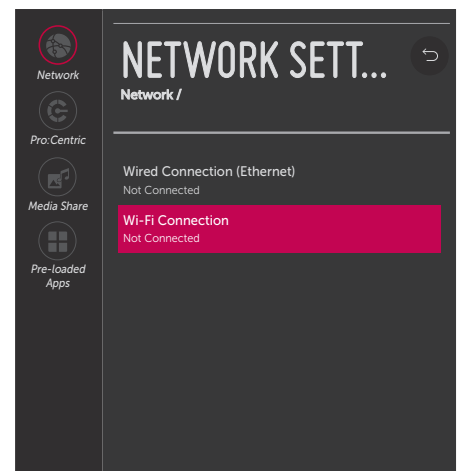 Network
Pro:Centric
Media Share
Pre-loaded
Apps
NETWORK SETT...
Network /
Wired Connection (Ethernet)
Not Connected
Wi-Fi Connection
Not Connected